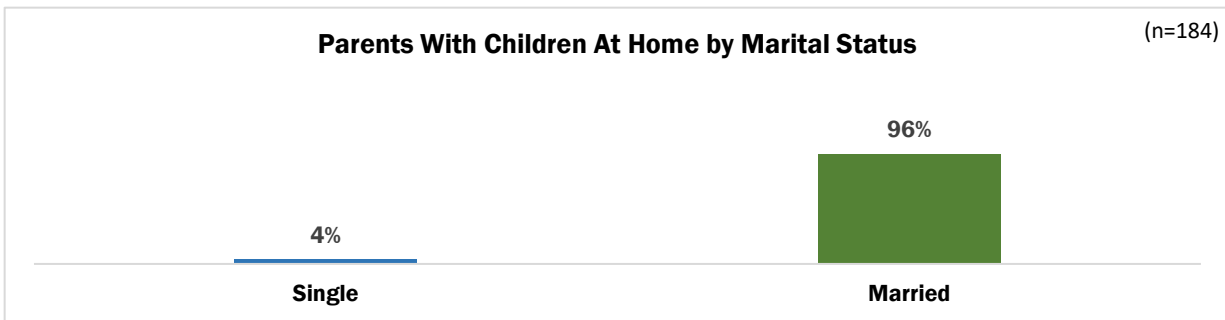 Parents With Children At Home by Marital Status
(n=184)
96%
4%
Single
Married